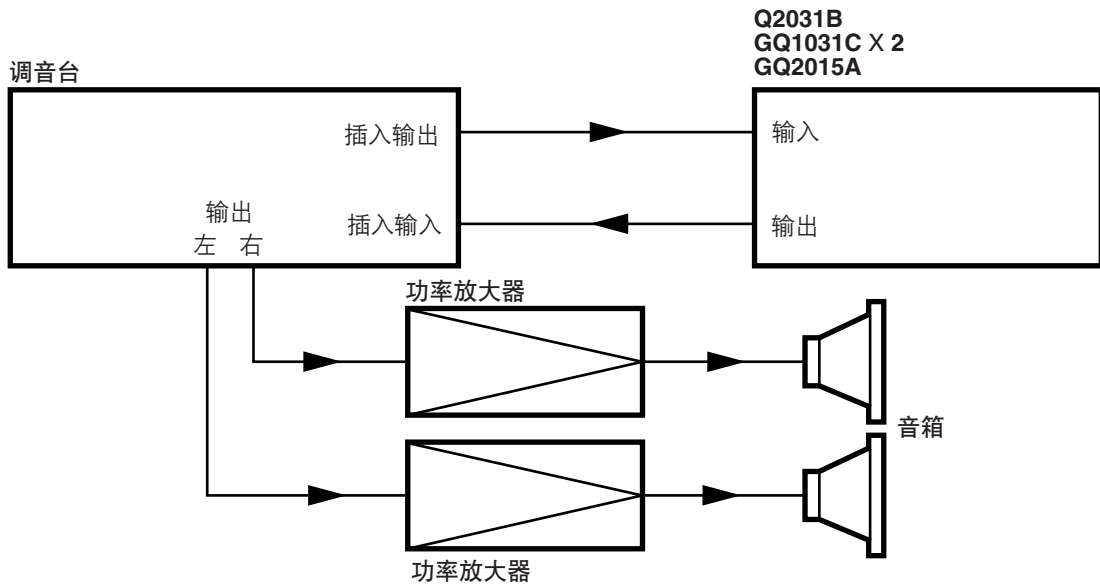 Q2031B
GQ1031C X 2
GQ2015A
调音台
插入输出
输入
输出
左 右
插入输入
输出
功率放大器
音箱
功率放大器